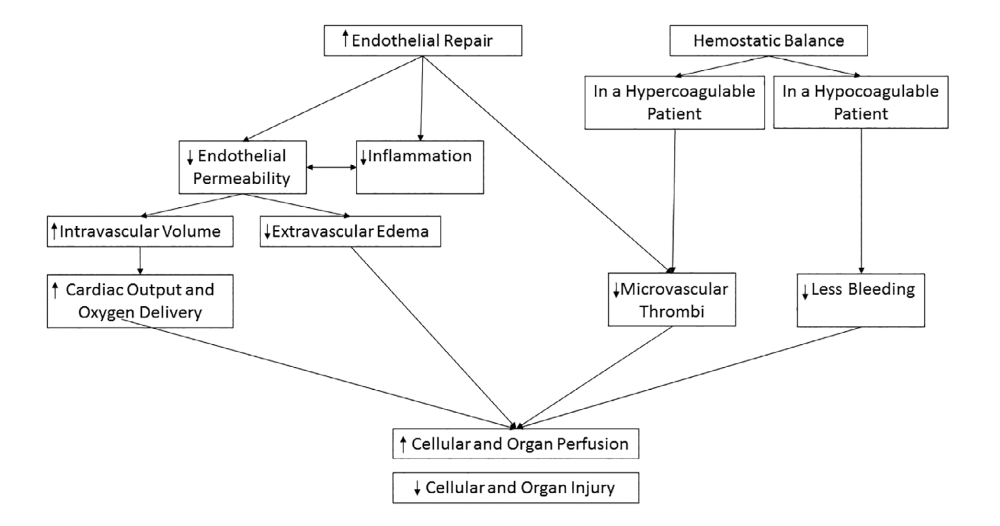 ↑Endothelial Repair
Hemostatic Balance
In a Hypercoagulable
Patient
In a Hypocoagulable
Patient
↓ Endothelial
Permeability
↓Inflammation
↑Intravascular Volume
↓Extravascular Edema
↑ Cardiac Output and
Oxygen Delivery
↓Microvascular
Thrombi
↓Less Bleeding
↑ Cellular and Organ Perfusion
↓ Cellular and Organ Injury